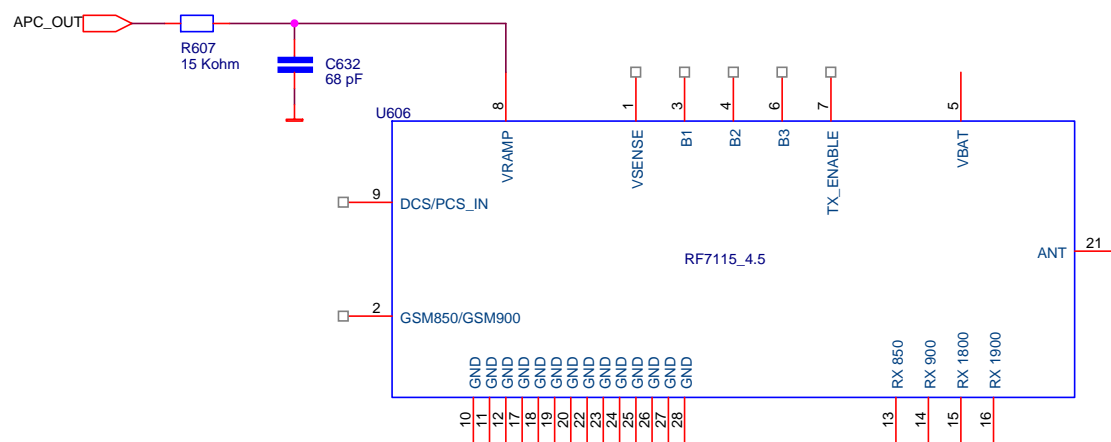 APC_OUT
R607
15 Kohm
C632
68 pF
U606
8
1
3
4
6
7
5
VRAMP
VSENSE
B1
B2
B3
TX_ENABLE
VBAT
9
DCS/PCS_IN
21
ANT
RF7115_4.5
2
GSM850/GSM900
GND
GND
GND
GND
GND
GND
GND
GND
GND
GND
GND
GND
GND
GND
RX 850
RX 900
RX 1800
RX 1900
10
11
12
17
18
19
20
22
23
24
25
26
27
28
13
14
15
16